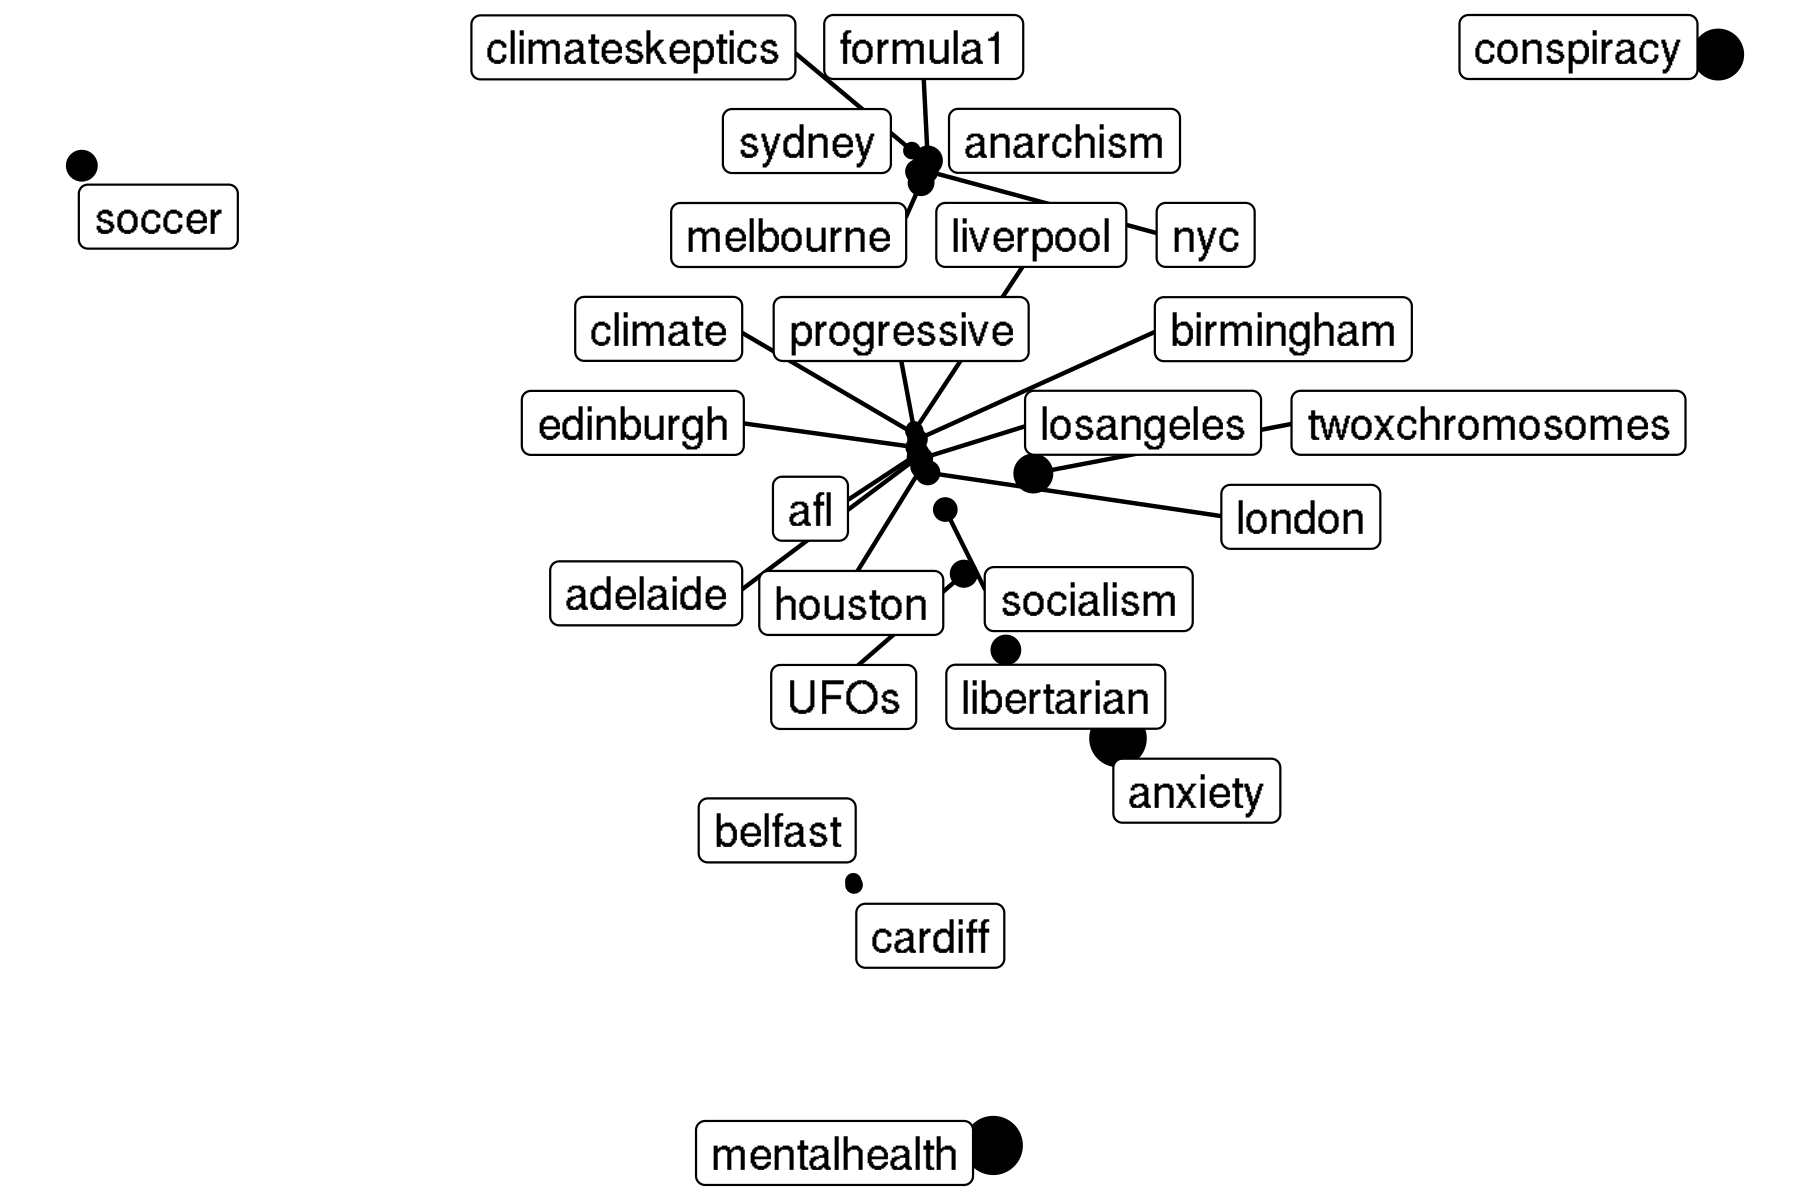 climateskeptics
formula1
conspiracy
sydney
anarchism
soccer
melbourne
liverpool
nyc
climate
progressive
birmingham
edinburgh
losangeles
twoxchromosomes
afl
london
adelaide
houston
socialism
UFOs
libertarian
anxiety
belfast
cardiff
mentalhealth